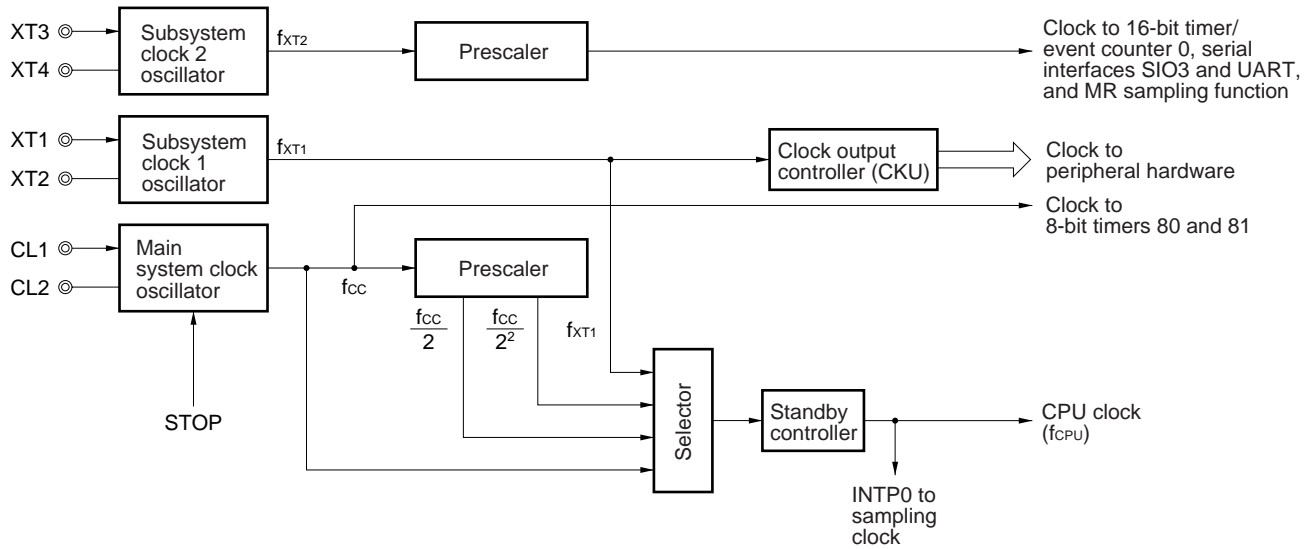 XT3
XT4
Subsystem
clock 2
oscillator
fXT2
Prescaler
Clock to 16-bit timer/
event counter 0, serial
interfaces SIO3 and UART,
and MR sampling function
XT1
XT2
Subsystem
clock 1
oscillator
fXT1
Clock output
controller (CKU)
Clock to
peripheral hardware
Clock to
8-bit timers 80 and 81
CL1
CL2
Main
system clock
oscillator
fCC
Prescaler
fCC
2
fCC
2²
fXT1
STOP
Selector
Standby
controller
CPU clock
(fCPU)
INTP0 to
sampling
clock